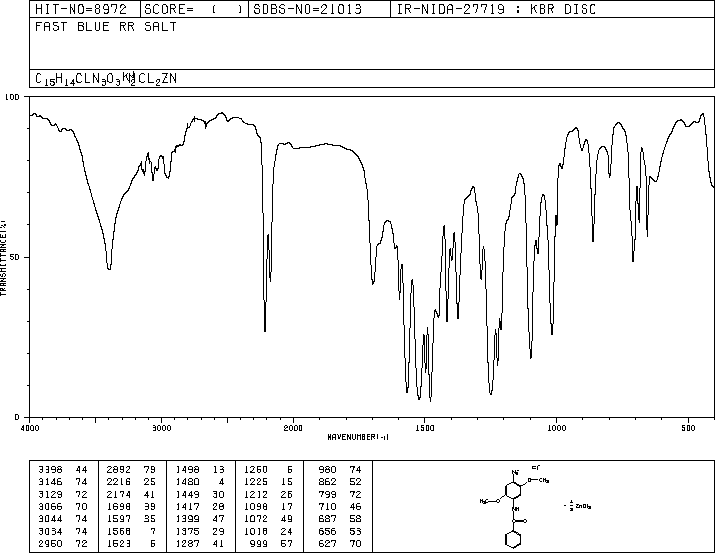 HIT-NO=8972 SCORE= ( ) SDBS-NO=21013 IR-NIDA-27719 : KBR DISC
FAST BLUE RR SALT
C15H14CLN3O3
CL2ZN
100
50
0
TRANSMITTANCE(%)
4000 3000 2000 1500 1000 500
WAVENUMBER(-1)
3398 44 2892 79 1498 13 1250 6 980 74
3146 74 2216 25 1480 4 1225 15 862 52
3129 72 2174 41 1449 30 1212 26 799 72
3066 70 1698 39 1417 28 1098 17 710 46
3044 74 1597 35 1399 47 1072 49 687 58
3034 74 1568 7 1375 29 1018 24 656 53
2960 72 1523 5 1287 41 999 57 627 70
ZnCl2